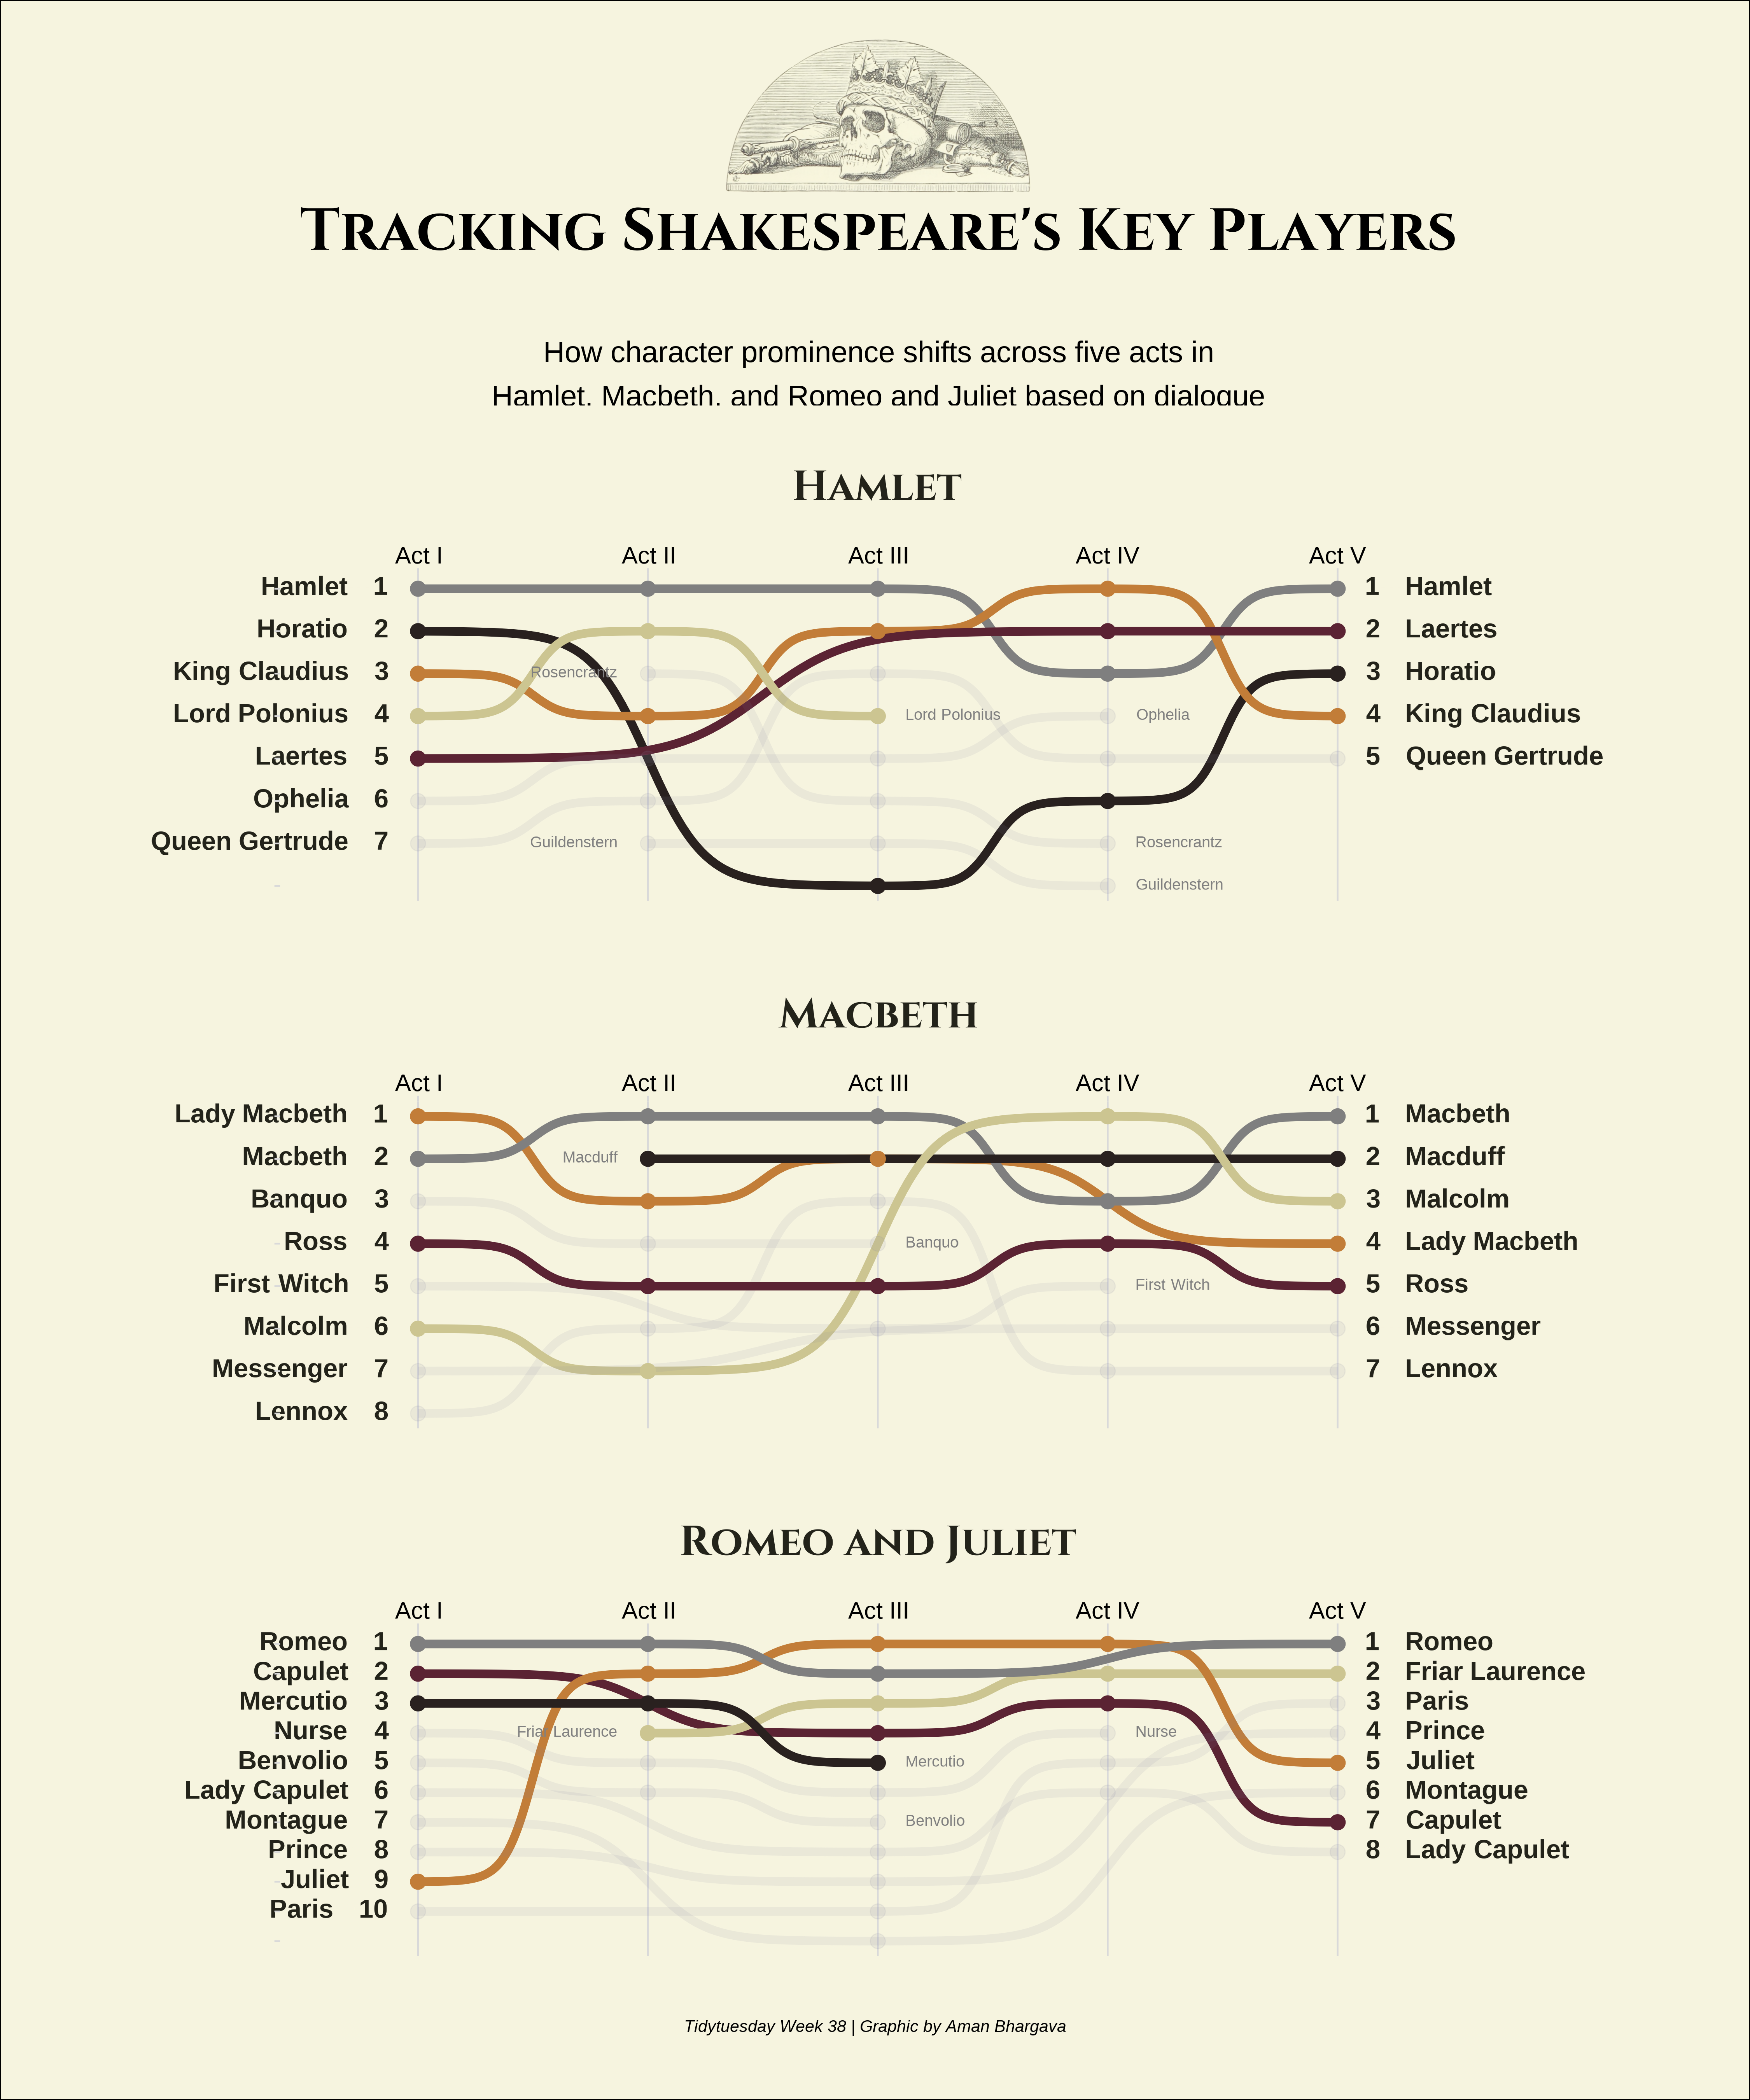 Tracking Shakespeare's Key Players
How character prominence shifts across five acts in
Hamlet, Macbeth, and Romeo and Juliet based on dialogue
Hamlet
Act I Act II Act III Act IV Act V
Hamlet 1 1 Hamlet
Horatio 2 2 Laertes
King Claudius 3 Rosencrantz 3 Horatio
Lord Polonius 4 Lord Polonius Ophelia 4 King Claudius
Laertes 5 5 Queen Gertrude
Ophelia 6
Queen Gertrude 7 Guildenstern Rosencrantz
Guildenstern
Macbeth
Act I Act II Act III Act IV Act V
Lady Macbeth 1 1 Macbeth
Macbeth 2 Macduff 2 Macduff
Banquo 3 3 Malcolm
Ross 4 Banquo 4 Lady Macbeth
First Witch 5 First Witch 5 Ross
Malcolm 6 6 Messenger
Messenger 7 7 Lennox
Lennox 8
Romeo and Juliet
Act I Act II Act III Act IV Act V
Romeo 1 1 Romeo
Capulet 2 2 Friar Laurence
Mercutio 3 3 Paris
Nurse 4 Friar Laurence Nurse 4 Prince
Benvolio 5 Mercutio 5 Juliet
Lady Capulet 6 6 Montague
Montague 7 Benvolio 7 Capulet
Prince 8 8 Lady Capulet
Juliet 9
Paris 10
Tidytuesday Week 38 | Graphic by Aman Bhargava